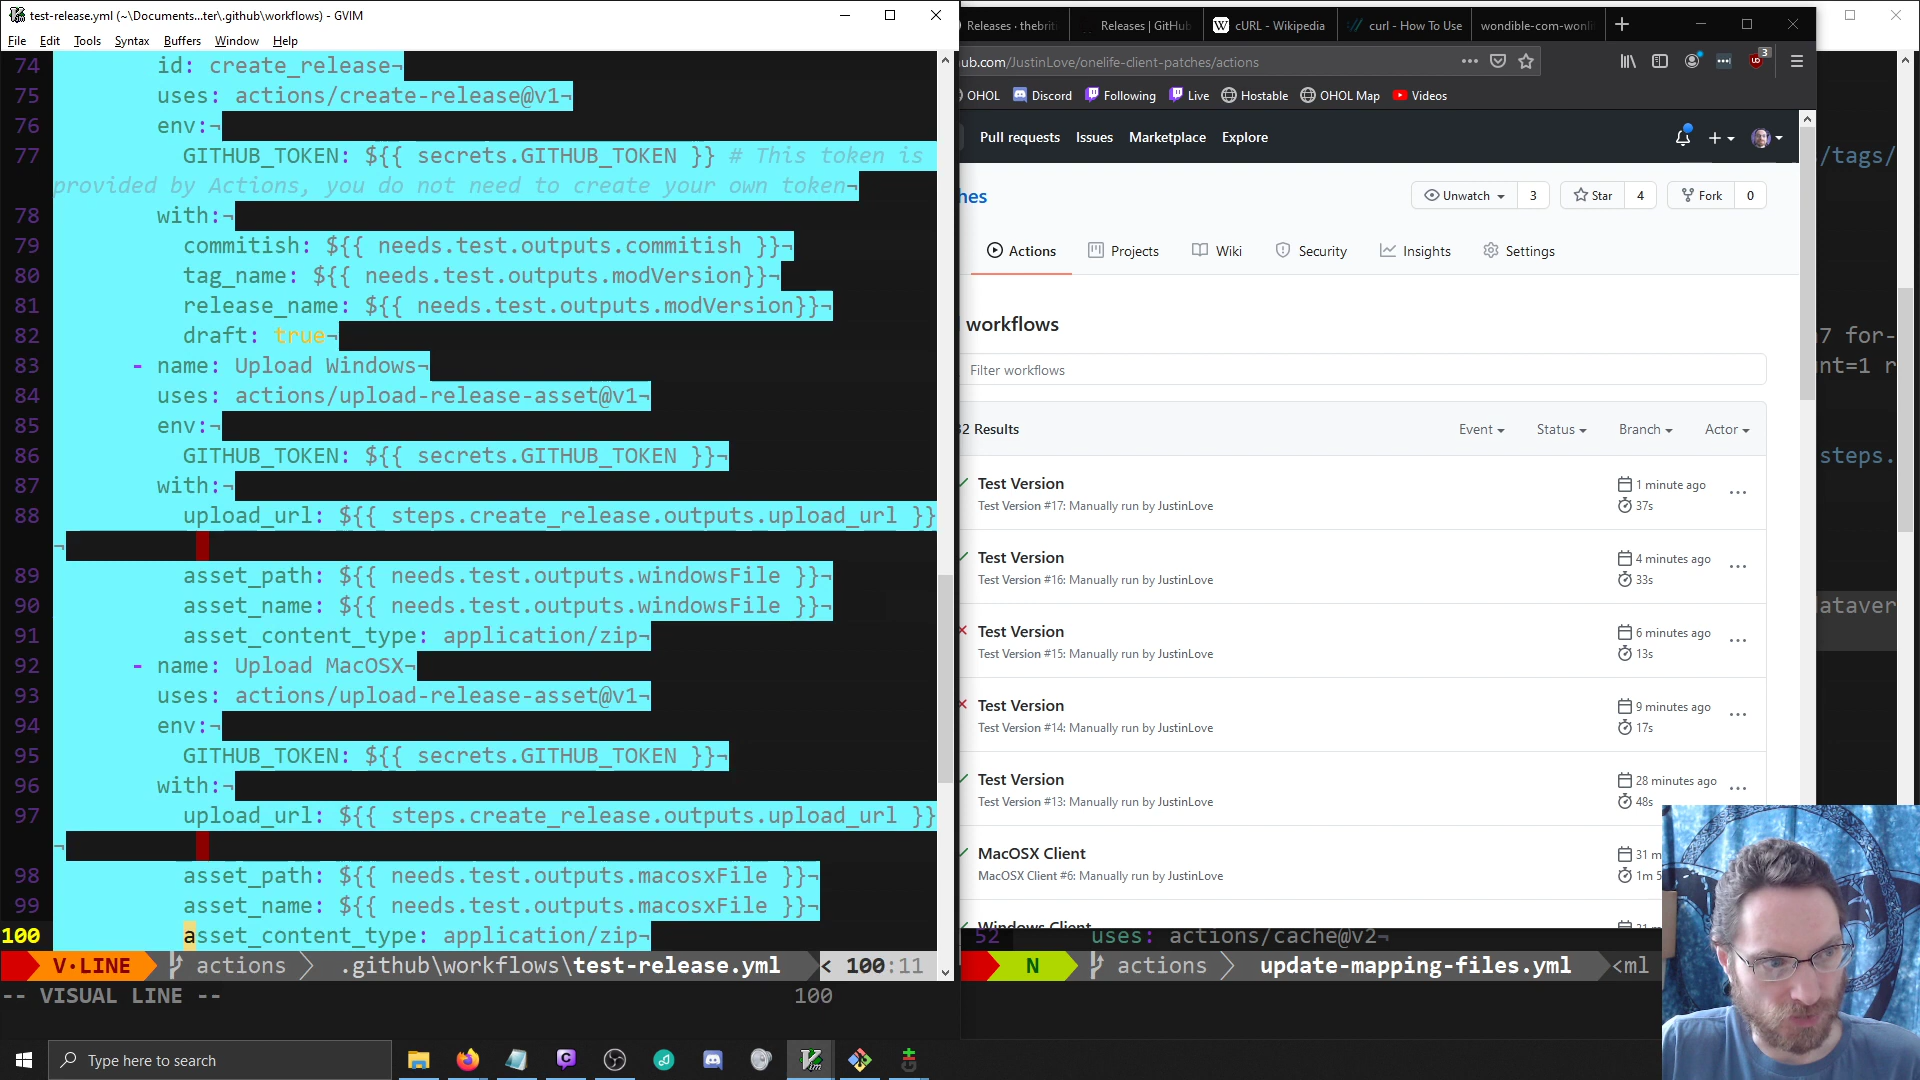 test-release.yml (~\Documents...ter\.github\workflows) - GVIM
File Edit Tools Syntax Buffers Window Help
74 id: create_release¬
75 uses: actions/create-release@v1¬
76 env:¬
77 GITHUB_TOKEN: ${{ secrets.GITHUB_TOKEN }} # This token is
provided by Actions, you do not need to create your own token¬
78 with:¬
79 commitish: ${{ needs.test.outputs.commitish }}¬
80 tag_name: ${{ needs.test.outputs.modVersion}}¬
81 release_name: ${{ needs.test.outputs.modVersion}}¬
82 draft: true¬
83 - name: Upload Windows¬
84 uses: actions/upload-release-asset@v1¬
85 env:¬
86 GITHUB_TOKEN: ${{ secrets.GITHUB_TOKEN }}¬
87 with:¬
88 upload_url: ${{ steps.create_release.outputs.upload_url }}
¬
89 asset_path: ${{ needs.test.outputs.windowsFile }}¬
90 asset_name: ${{ needs.test.outputs.windowsFile }}¬
91 asset_content_type: application/zip¬
92 - name: Upload MacOSX¬
93 uses: actions/upload-release-asset@v1¬
94 env:¬
95 GITHUB_TOKEN: ${{ secrets.GITHUB_TOKEN }}¬
96 with:¬
97 upload_url: ${{ steps.create_release.outputs.upload_url }}
¬
98 asset_path: ${{ needs.test.outputs.macosxFile }}¬
99 asset_name: ${{ needs.test.outputs.macosxFile }}¬
100 asset_content_type: application/zip¬
V·LINE actions .github\workflows\test-release.yml < 100:11
-- VISUAL LINE -- 100
Releases · thebrit Releases | GitHub cURL - Wikipedia curl - How To Use wondible-com-wonli
ub.com/JustinLove/onelife-client-patches/actions
3
OHOL Discord Following Live Hostable OHOL Map Videos
Pull requests Issues Marketplace Explore
hes
Unwatch 3 Star 4 Fork 0
Actions Projects Wiki Security Insights Settings
workflows
Filter workflows
32 Results Event Status Branch Actor
Test Version 1 minute ago
Test Version #17: Manually run by JustinLove 37s
Test Version 4 minutes ago
Test Version #16: Manually run by JustinLove 33s
Test Version 6 minutes ago
Test Version #15: Manually run by JustinLove 13s
Test Version 9 minutes ago
Test Version #14: Manually run by JustinLove 17s
Test Version 28 minutes ago
Test Version #13: Manually run by JustinLove 48s
MacOSX Client 31 m
MacOSX Client #6: Manually run by JustinLove 1m 5
Windows Client
52 uses: actions/cache@v2¬
N actions update-mapping-files.yml <ml
s/tags/
7 for-
nt=1 r
steps.
ataver
Type here to search